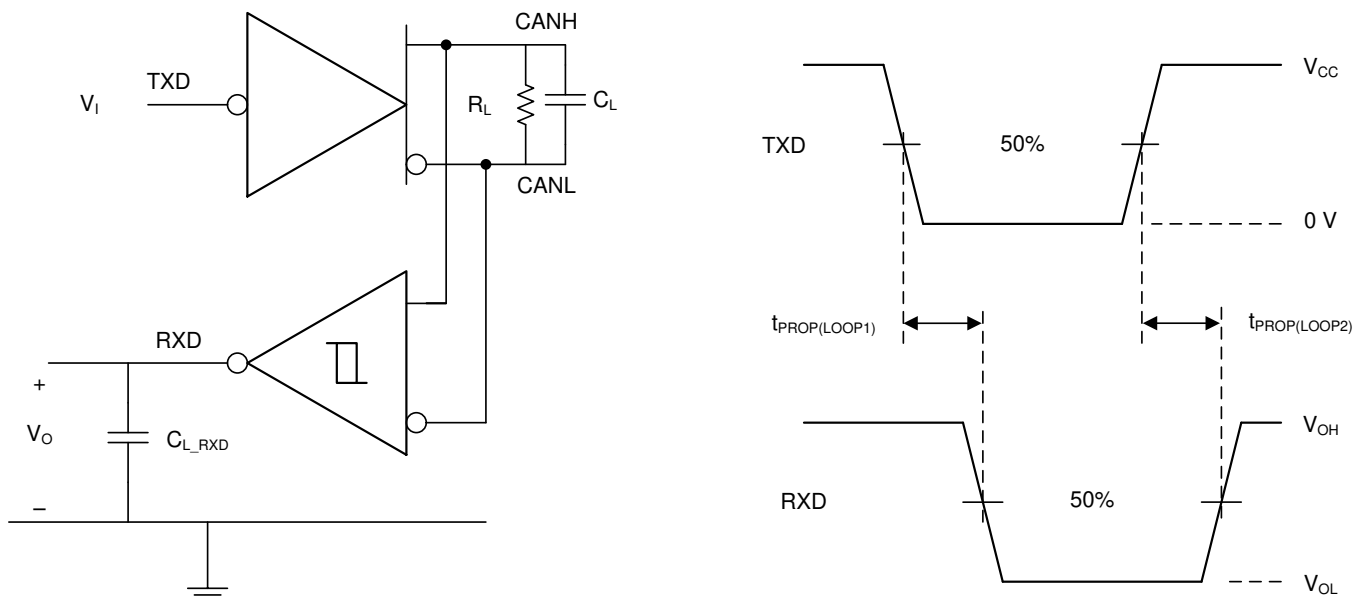 CANH
TXD
V_I
R_L
C_L
CANL
RXD
+
V_O
C_L_RXD
–
V_CC
TXD
50%
0 V
t_PROP(LOOP1)
t_PROP(LOOP2)
V_OH
RXD
50%
V_OL